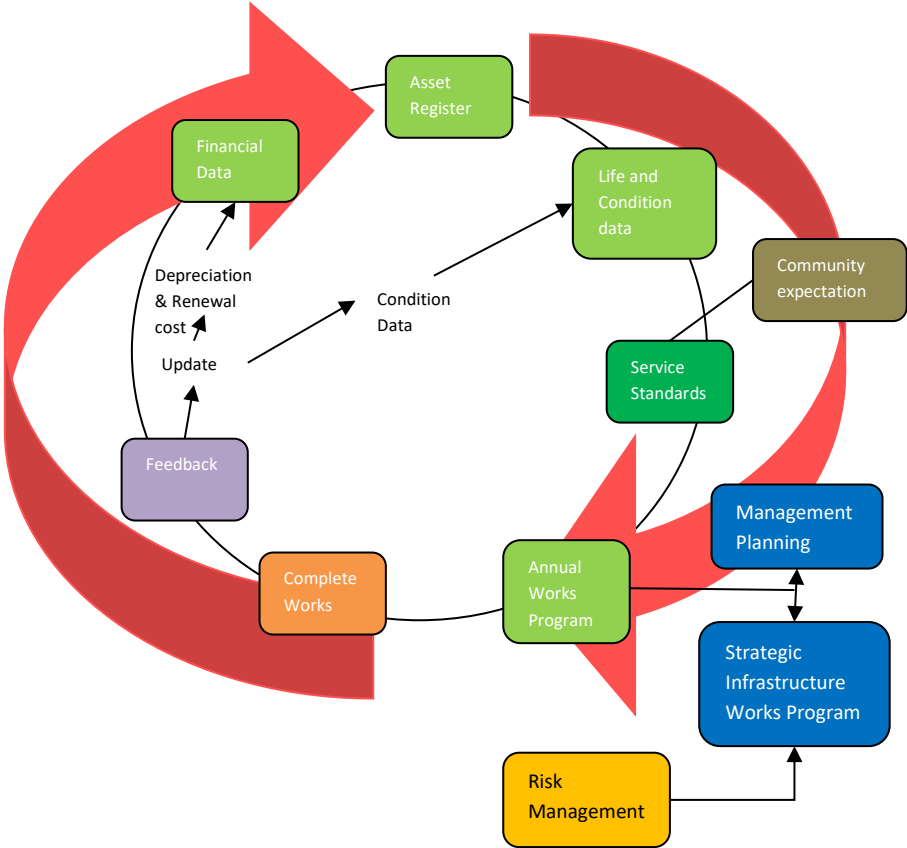 Asset
Register
Financial
Data
Life and
Condition
data
Community
expectation
Depreciation
& Renewal
cost
Condition
Data
Update
Service
Standards
Feedback
Management
Planning
Annual
Works
Program
Complete
Works
Strategic
Infrastructure
Works Program
Risk
Management